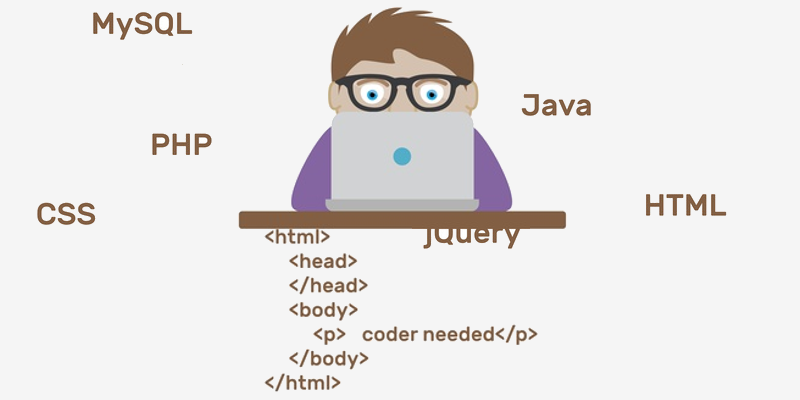 MySQL
Java
PHP
CSS
HTML
jQuery
<html>
<head>
</head>
<body>
<p> coder needed</p>
</body>
</html>